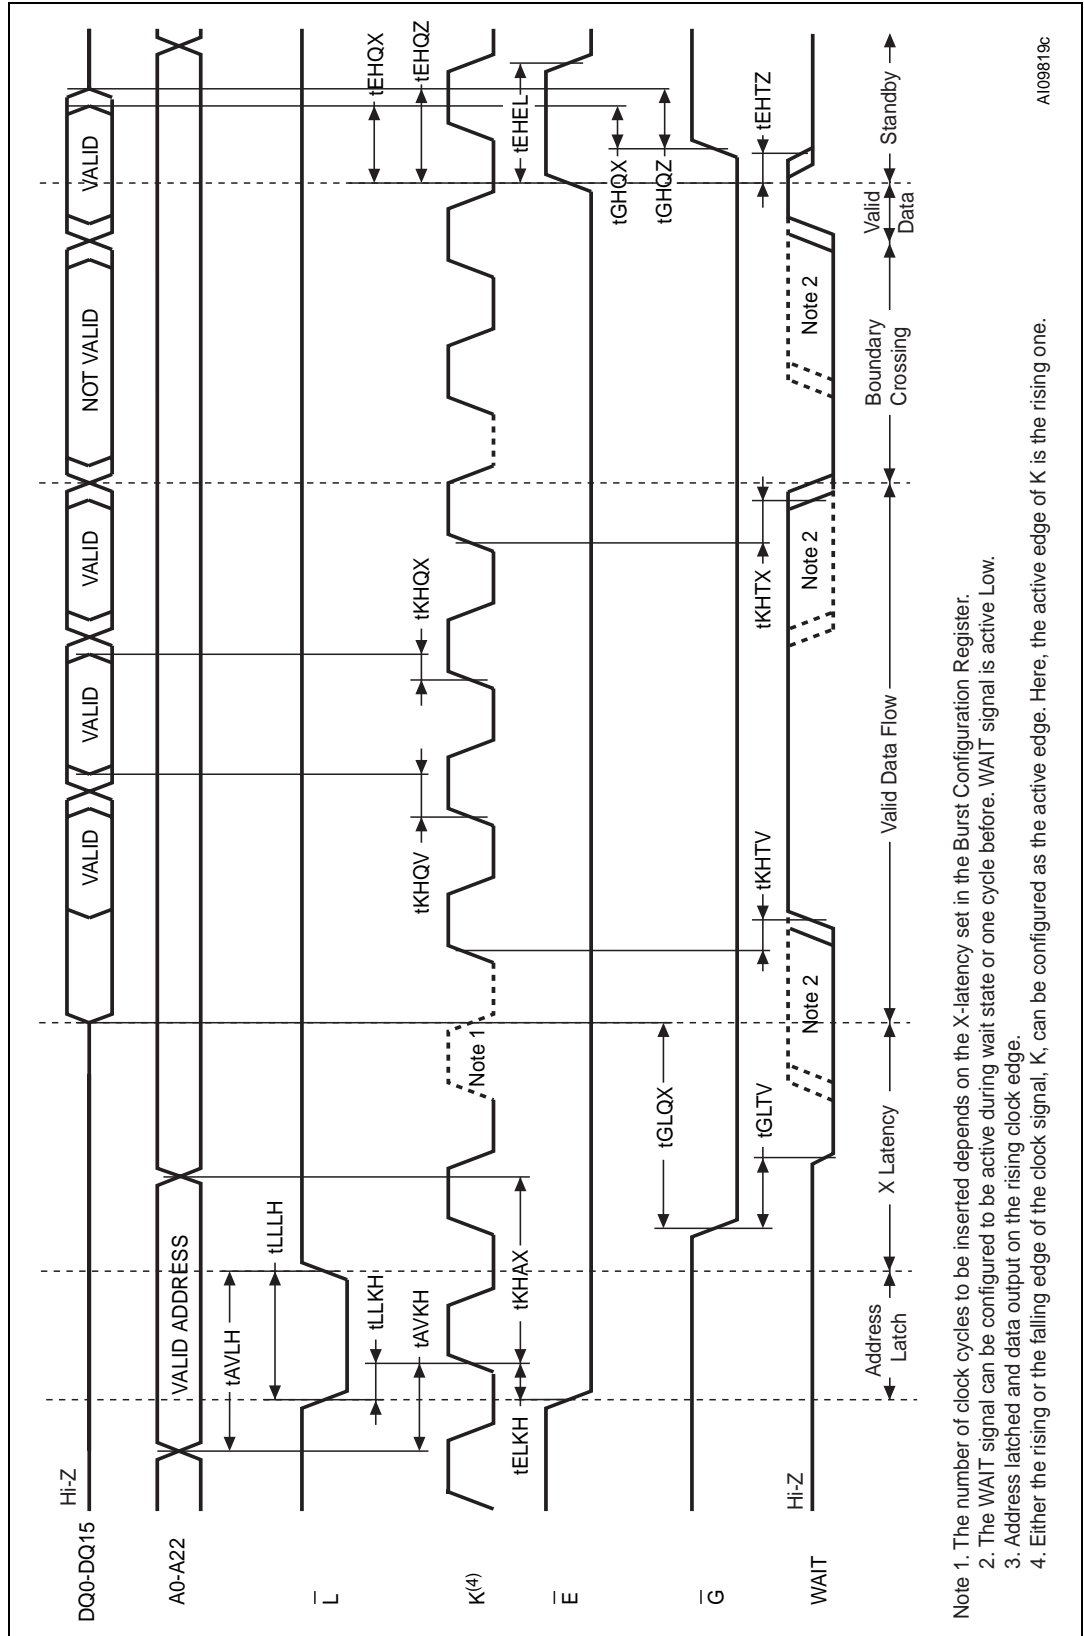 DQ0-DQ15
Hi-Z
VALID
VALID
VALID
NOT VALID
VALID
A0-A22
VALID ADDRESS
L
tAVLH
tLLLH
tLLKH
tAVKH
tELKH
tKHAX
K(4)
Note 1
tKHQV
tKHQX
tEHQX
tEHQZ
E
tEHEL
G
tGLQX
tGHQX
tGHQZ
tGLTV
tKHTV
tKHTX
tEHTZ
WAIT
Hi-Z
Note 2
Note 2
Note 2
Address
Latch
X Latency
Valid Data Flow
Boundary
Crossing
Valid
Data
Standby
Note 1. The number of clock cycles to be inserted depends on the X-latency set in the Burst Configuration Register.
2. The WAIT signal can be configured to be active during wait state or one cycle before. WAIT signal is active Low.
3. Address latched and data output on the rising clock edge.
4. Either the rising or the falling edge of the clock signal, K, can be configured as the active edge. Here, the active edge of K is the rising one.
AI09819c